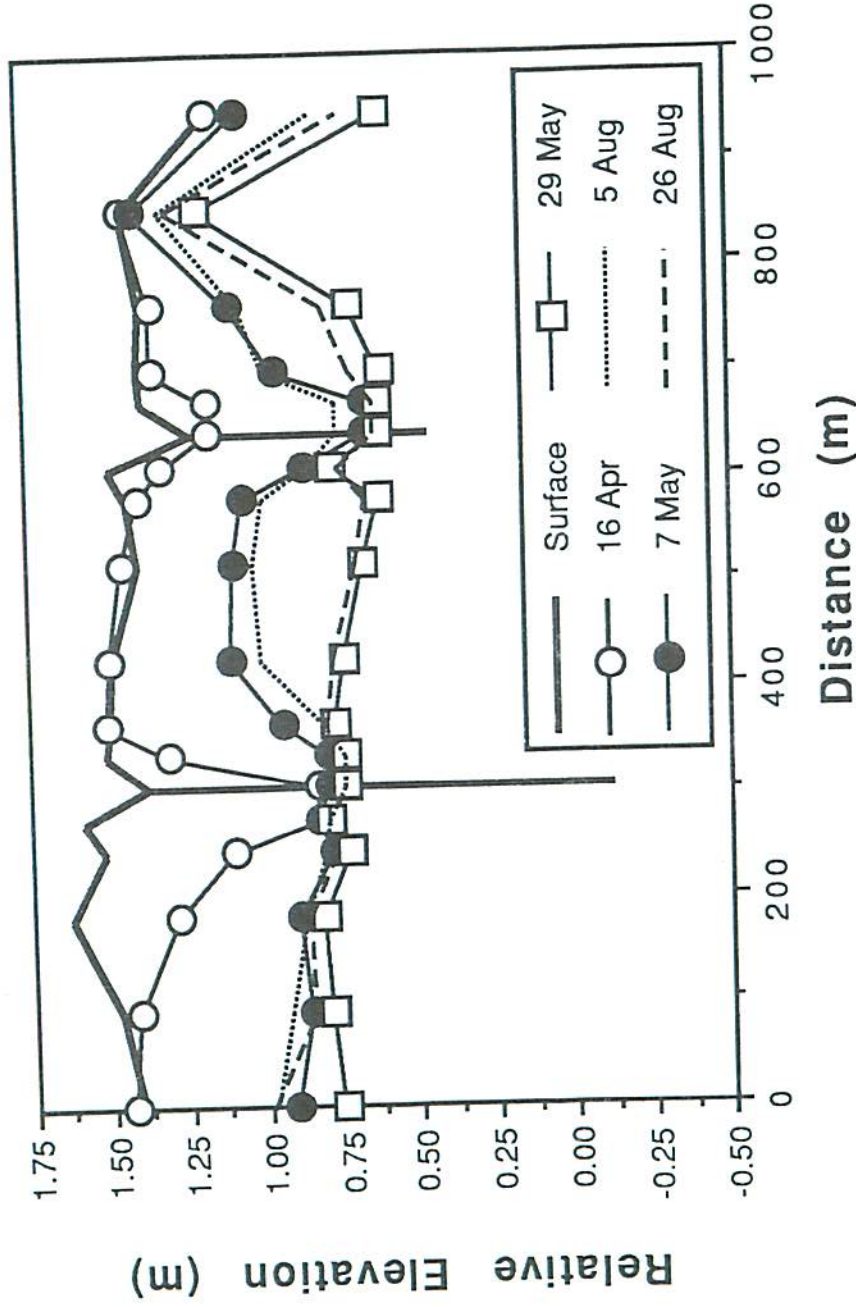 Relative Elevation (m)
1.75
1.50
1.25
1.00
0.75
0.50
0.25
0.00
-0.25
-0.50
0 200 400 600 800 1000
Distance (m)
Surface
16 Apr
7 May
29 May
5 Aug
26 Aug